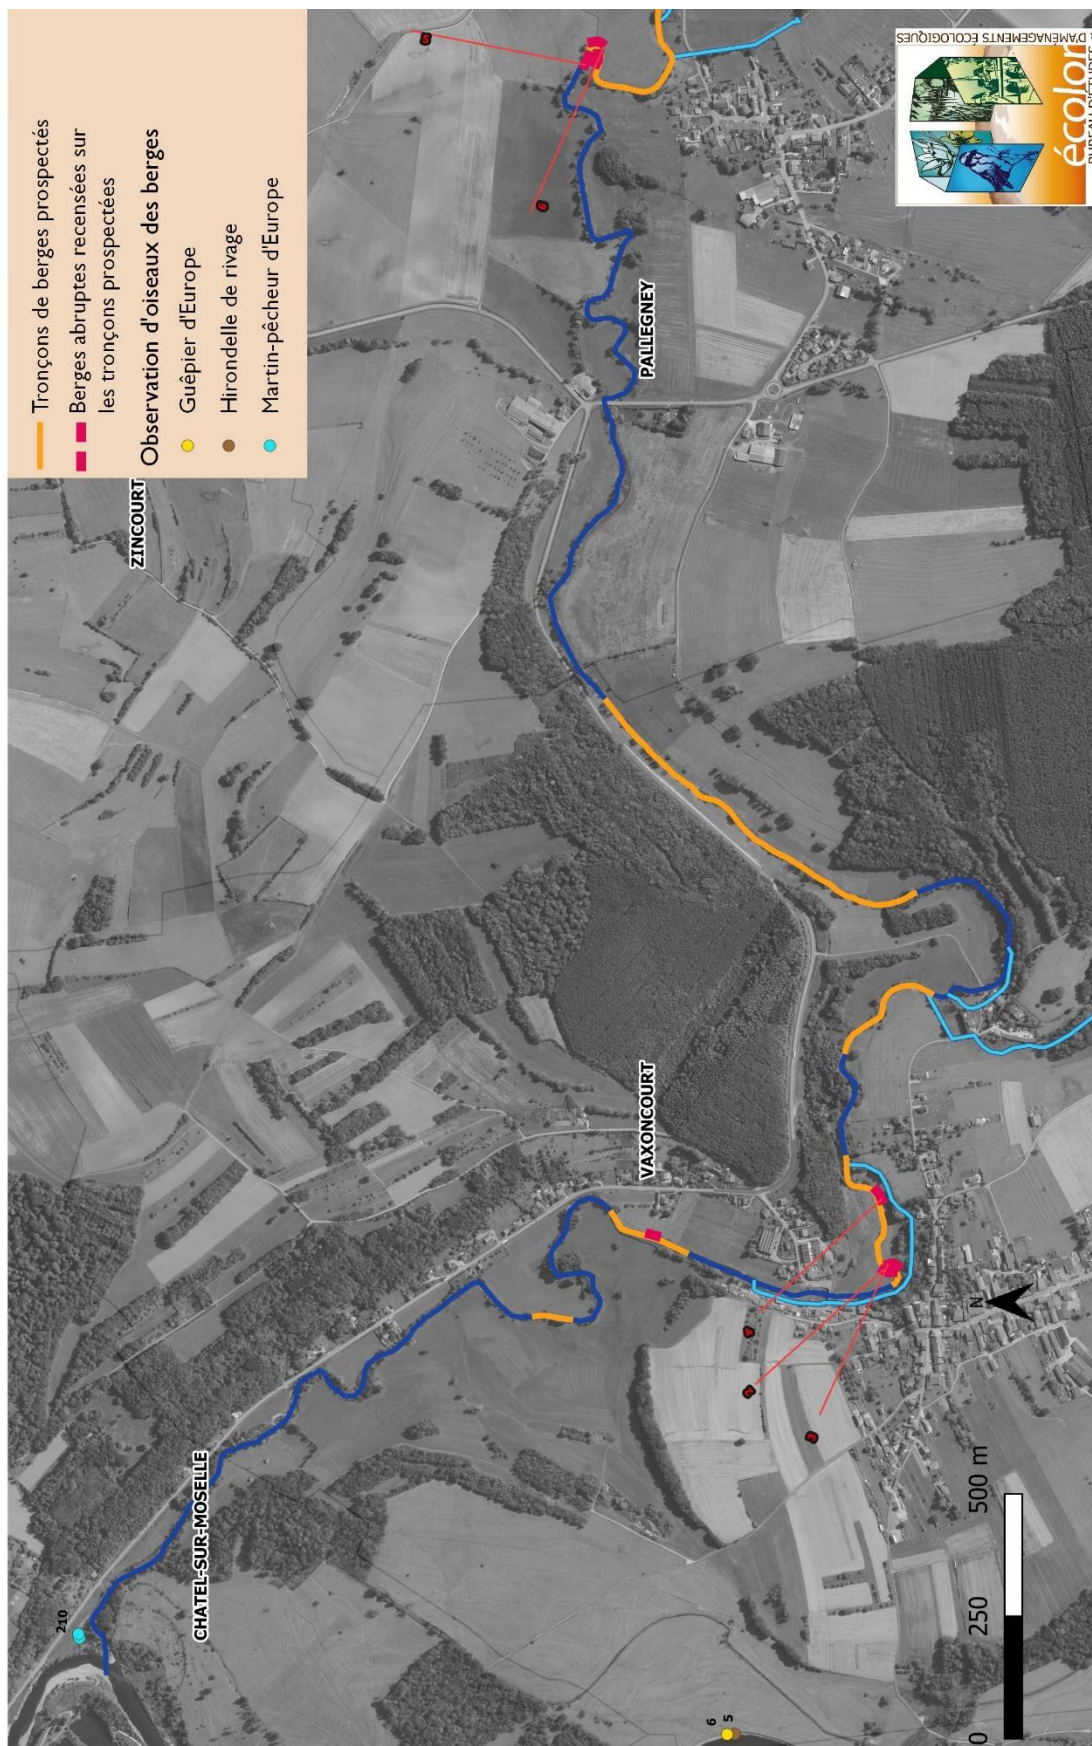 Tronçons de berges prospectés
Berges abruptes recensées sur
les tronçons prospectées
Observation d'oiseaux des berges
Guêpier d'Europe
Hirondelle de rivage
Martin-pêcheur d'Europe
ZINCOURT
PALLEGNEY
VAXONCOURT
CHATEL-SUR-MOSELLE
210
6
5
5
6
4
2
3
N
0 250 500 m
écolor
D'AMÉNAGEMENTS ÉCOLOGIQUES